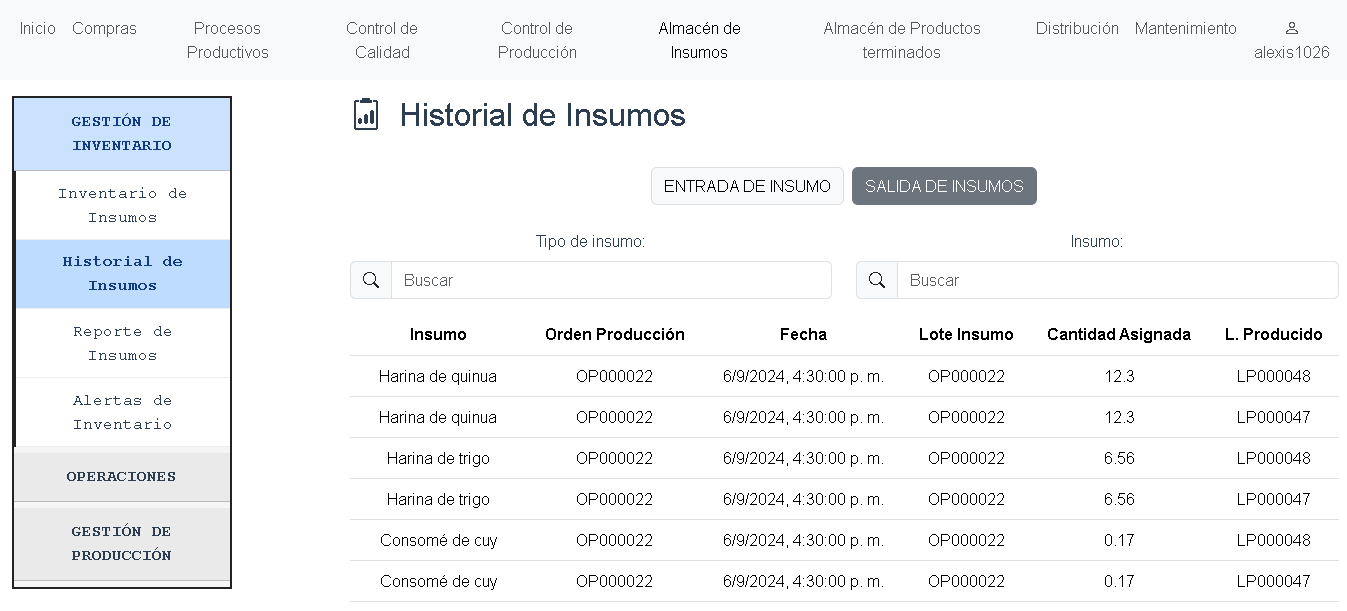 Inicio Compras Procesos Productivos Control de Calidad Control de Producción Almacén de Insumos Almacén de Productos terminados Distribución Mantenimiento alexis1026
GESTIÓN DE
INVENTARIO
Inventario de
Insumos
Historial de
Insumos
Reporte de
Insumos
Alertas de
Inventario
OPERACIONES
GESTIÓN DE
PRODUCCIÓN
Historial de Insumos
ENTRADA DE INSUMO SALIDA DE INSUMOS
Tipo de insumo: Insumo:
Buscar Buscar
Insumo Orden Producción Fecha Lote Insumo Cantidad Asignada L. Producido
Harina de quinua OP000022 6/9/2024, 4:30:00 p. m. OP000022 12.3 LP000048
Harina de quinua OP000022 6/9/2024, 4:30:00 p. m. OP000022 12.3 LP000047
Harina de trigo OP000022 6/9/2024, 4:30:00 p. m. OP000022 6.56 LP000048
Harina de trigo OP000022 6/9/2024, 4:30:00 p. m. OP000022 6.56 LP000047
Consomé de cuy OP000022 6/9/2024, 4:30:00 p. m. OP000022 0.17 LP000048
Consomé de cuy OP000022 6/9/2024, 4:30:00 p. m. OP000022 0.17 LP000047